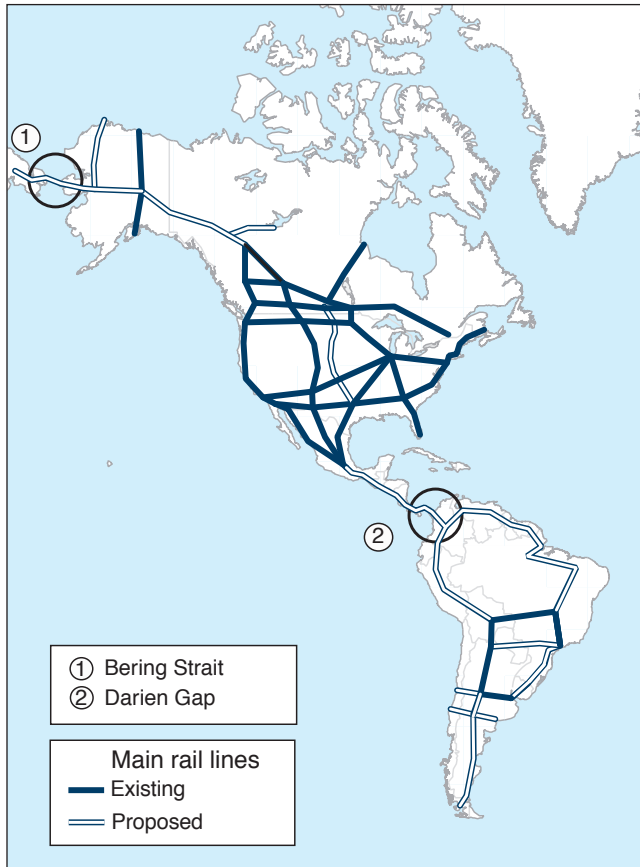 ①
②
① Bering Strait
② Darien Gap
Main rail lines
Existing
Proposed